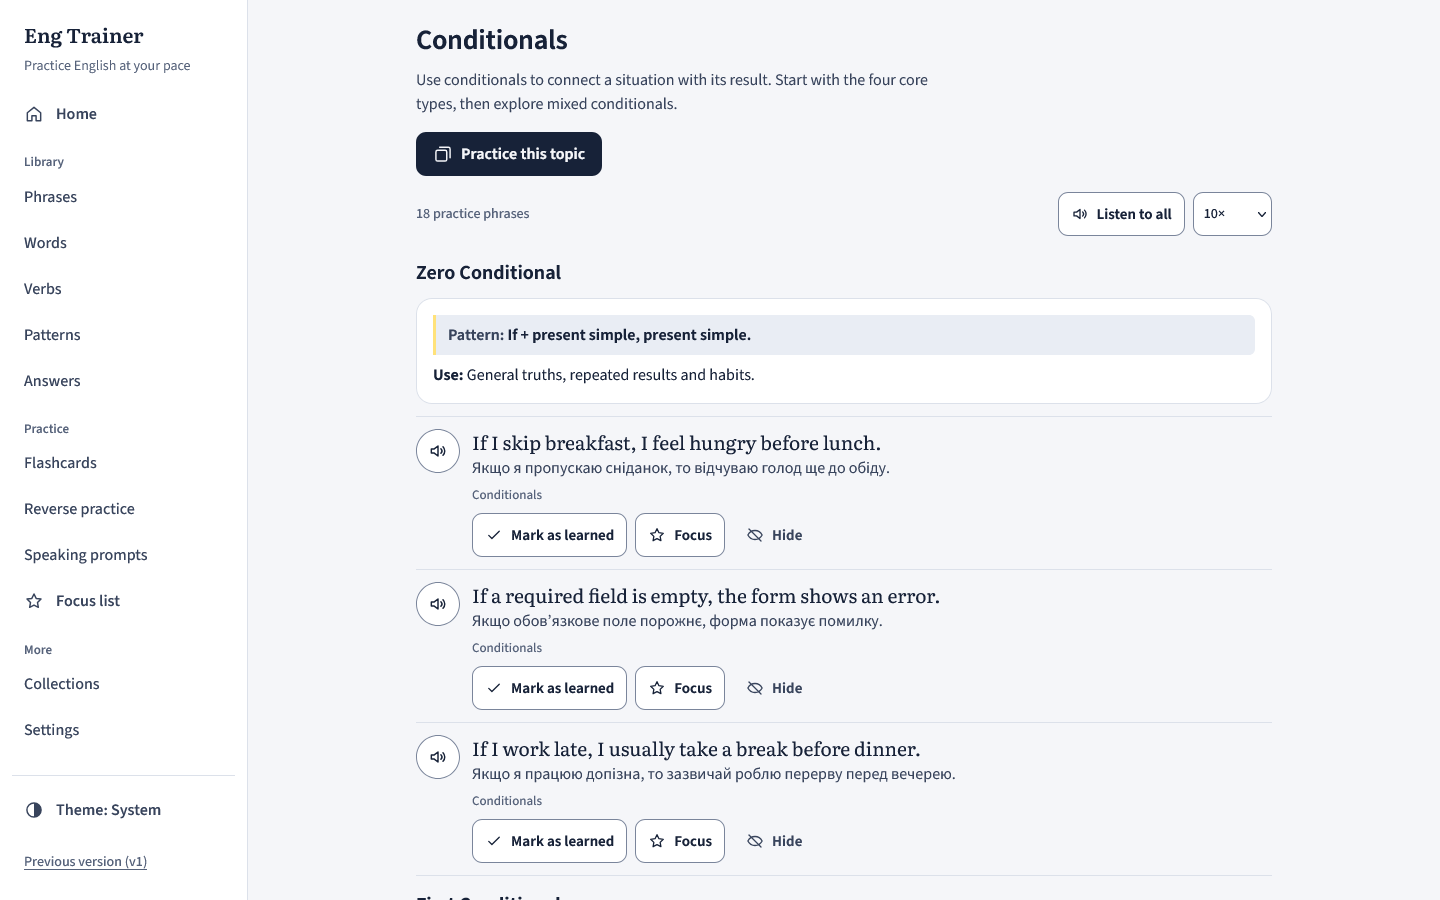 Eng Trainer
Practice English at your pace
Home
Library
Phrases
Words
Verbs
Patterns
Answers
Practice
Flashcards
Reverse practice
Speaking prompts
Focus list
More
Collections
Settings
Theme: System
Previous version (v1)
Conditionals
Use conditionals to connect a situation with its result. Start with the four core
types, then explore mixed conditionals.
Practice this topic
18 practice phrases
Listen to all
10×
Zero Conditional
Pattern: If + present simple, present simple.
Use: General truths, repeated results and habits.
If I skip breakfast, I feel hungry before lunch.
Якщо я пропускаю сніданок, то відчуваю голод ще до обіду.
Conditionals
Mark as learned
Focus
Hide
If a required field is empty, the form shows an error.
Якщо обов’язкове поле порожнє, форма показує помилку.
Conditionals
Mark as learned
Focus
Hide
If I work late, I usually take a break before dinner.
Якщо я працюю допізна, то зазвичай роблю перерву перед вечерею.
Conditionals
Mark as learned
Focus
Hide
First Conditional